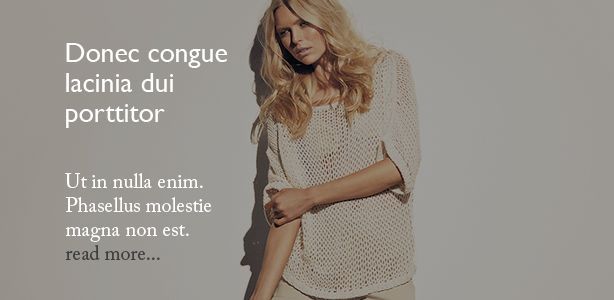 Donec congue
lacinia dui
porttitor
Ut in nulla enim.
Phasellus molestie
magna non est.
read more...